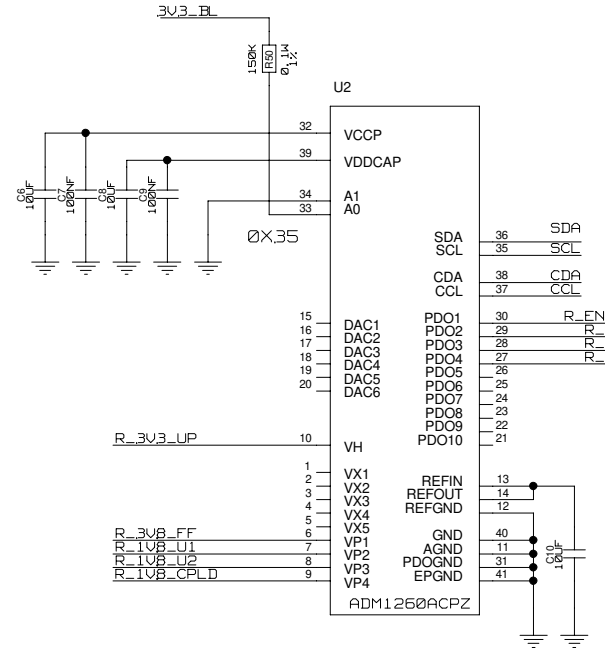 3V3_BL
150K
R50
0.1W
1%
U2
32 VCCP
39 VDDCAP
C6
10UF
C7
100NF
C8
10UF
C9
100NF
34 A1
33 A0
0X35
SDA 36 SDA
SCL 35 SCL
CDA 38 CDA
CCL 37 CCL
15 DAC1
16 DAC2
17 DAC3
18 DAC4
19 DAC5
20 DAC6
PDO1 30 R_EN
PDO2 29 R_
PDO3 28 R_
PDO4 27 R_
PDO5 26
PDO6 25
PDO7 24
PDO8 23
PDO9 22
PDO10 21
R_3V3_UP 10 VH
1 VX1
2 VX2
3 VX3
4 VX4
5 VX5
R_3V8_FF 6 VP1
R_1V8_U1 7 VP2
R_1V8_U2 8 VP3
R_1V8_CPLD 9 VP4
REFIN 13
REFOUT 14
REFGND 12
GND 40
AGND 11
PDOGND 31
EPGND 41
C10
10UF
ADM1260ACPZ